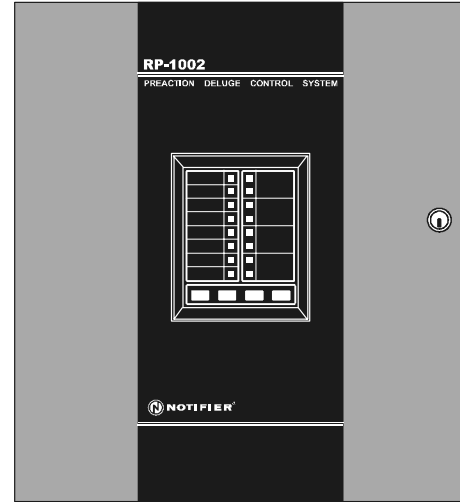 RP-1002
PREACTION DELUGE CONTROL SYSTEM
NOTIFIER®